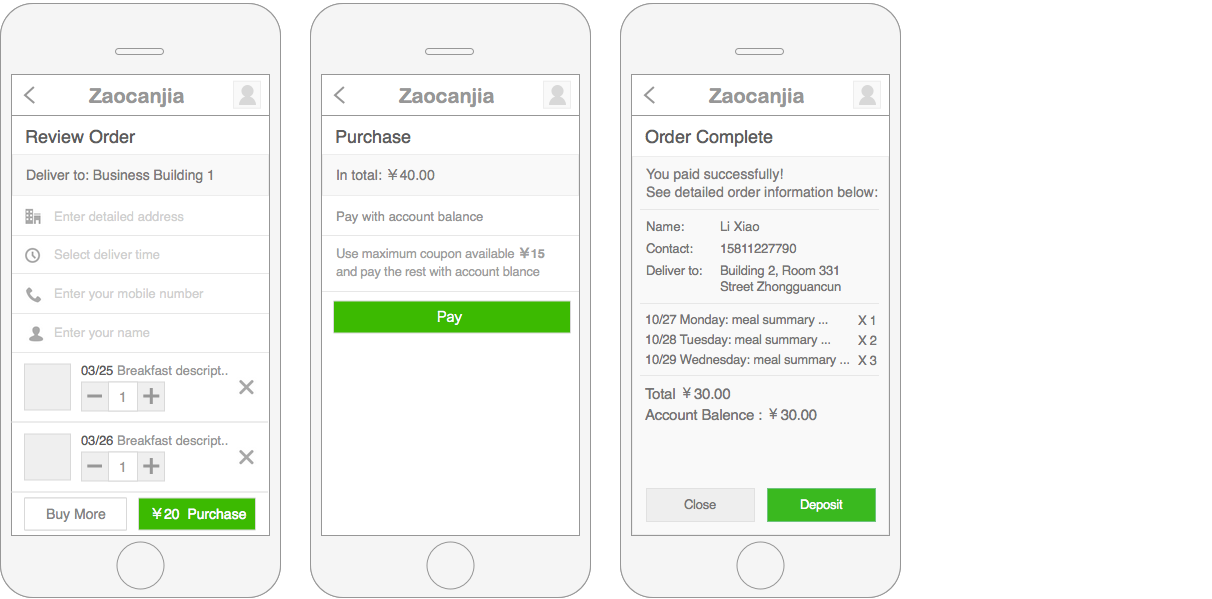 Zaocanjia
Review Order
Deliver to: Business Building 1
Enter detailed address
Select deliver time
Enter your mobile number
Enter your name
03/25 Breakfast descript..
1
03/26 Breakfast descript..
1
Buy More
¥20 Purchase
Zaocanjia
Purchase
In total: ¥40.00
Pay with account balance
Use maximum coupon available ¥15
and pay the rest with account blance
Pay
Zaocanjia
Order Complete
You paid successfully!
See detailed order information below:
Name: Li Xiao
Contact: 15811227790
Deliver to: Building 2, Room 331
Street Zhongguancun
10/27 Monday: meal summary ... X 1
10/28 Tuesday: meal summary ... X 2
10/29 Wednesday: meal summary ... X 3
Total ¥30.00
Account Balence : ¥30.00
Close
Deposit